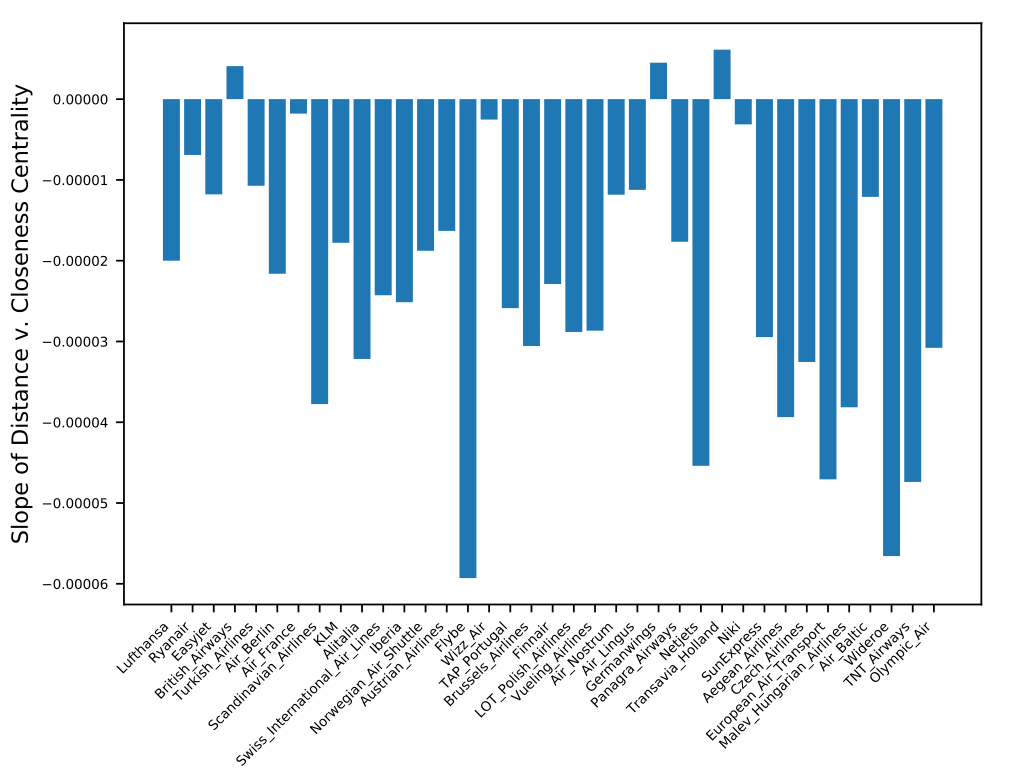 Slope of Distance v. Closeness Centrality
0.00000
−0.00001
−0.00002
−0.00003
−0.00004
−0.00005
−0.00006
Lufthansa
Ryanair
Easyjet
British_Airways
Turkish_Airlines
Air_Berlin
Air_France
Scandinavian_Airlines
KLM
Alitalia
Swiss_International_Air_Lines
Iberia
Norwegian_Air_Shuttle
Austrian_Airlines
Flybe
Wizz_Air
TAP_Portugal
Brussels_Airlines
Finnair
LOT_Polish_Airlines
Vueling_Airlines
Air_Nostrum
Air_Lingus
Germanwings
Panagra_Airways
Netjets
Transavia_Holland
Niki
SunExpress
Aegean_Airlines
Czech_Airlines
European_Air_Transport
Malev_Hungarian_Airlines
Air_Baltic
Wideroe
TNT_Airways
Olympic_Air